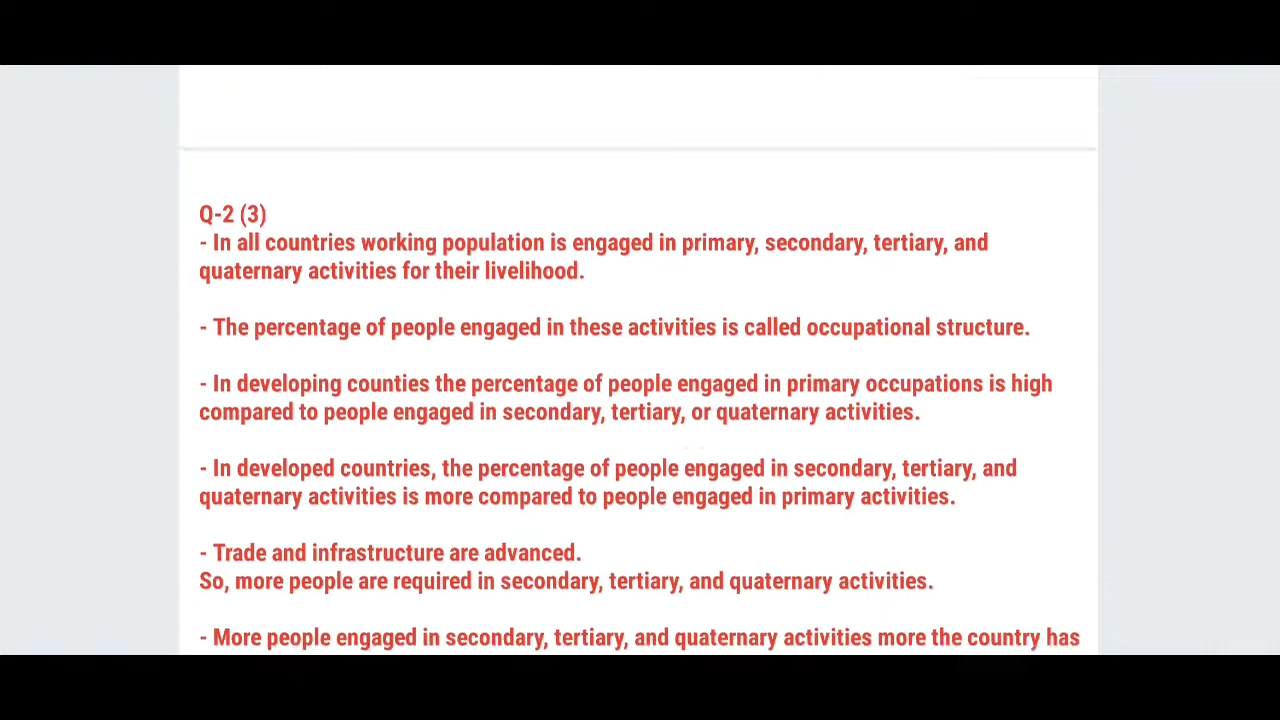 Q-2 (3)
- In all countries working population is engaged in primary, secondary, tertiary, and
quaternary activities for their livelihood.
- The percentage of people engaged in these activities is called occupational structure.
- In developing counties the percentage of people engaged in primary occupations is high
compared to people engaged in secondary, tertiary, or quaternary activities.
- In developed countries, the percentage of people engaged in secondary, tertiary, and
quaternary activities is more compared to people engaged in primary activities.
- Trade and infrastructure are advanced.
So, more people are required in secondary, tertiary, and quaternary activities.
- More people engaged in secondary, tertiary, and quaternary activities more the country has